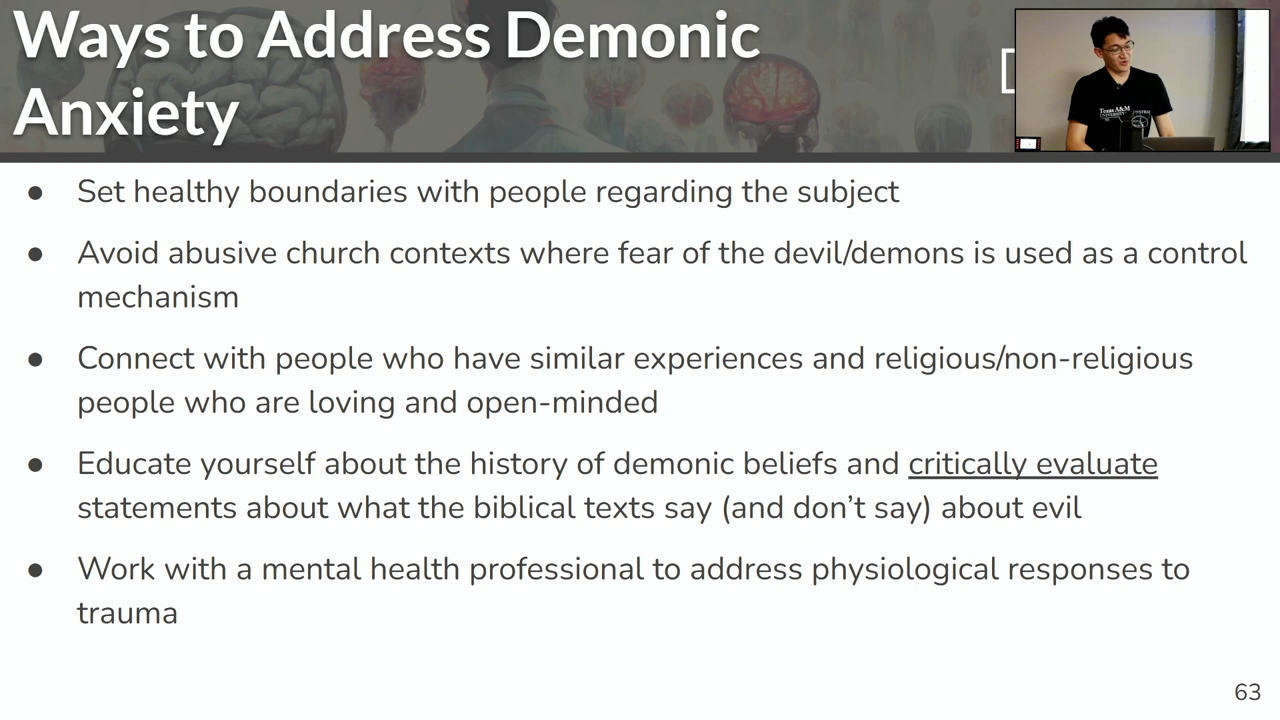 Ways to Address Demonic
Anxiety
Texas A&M
UNIVERSITY
● Set healthy boundaries with people regarding the subject
● Avoid abusive church contexts where fear of the devil/demons is used as a control
mechanism
● Connect with people who have similar experiences and religious/non-religious
people who are loving and open-minded
● Educate yourself about the history of demonic beliefs and critically evaluate
statements about what the biblical texts say (and don’t say) about evil
● Work with a mental health professional to address physiological responses to
trauma
63